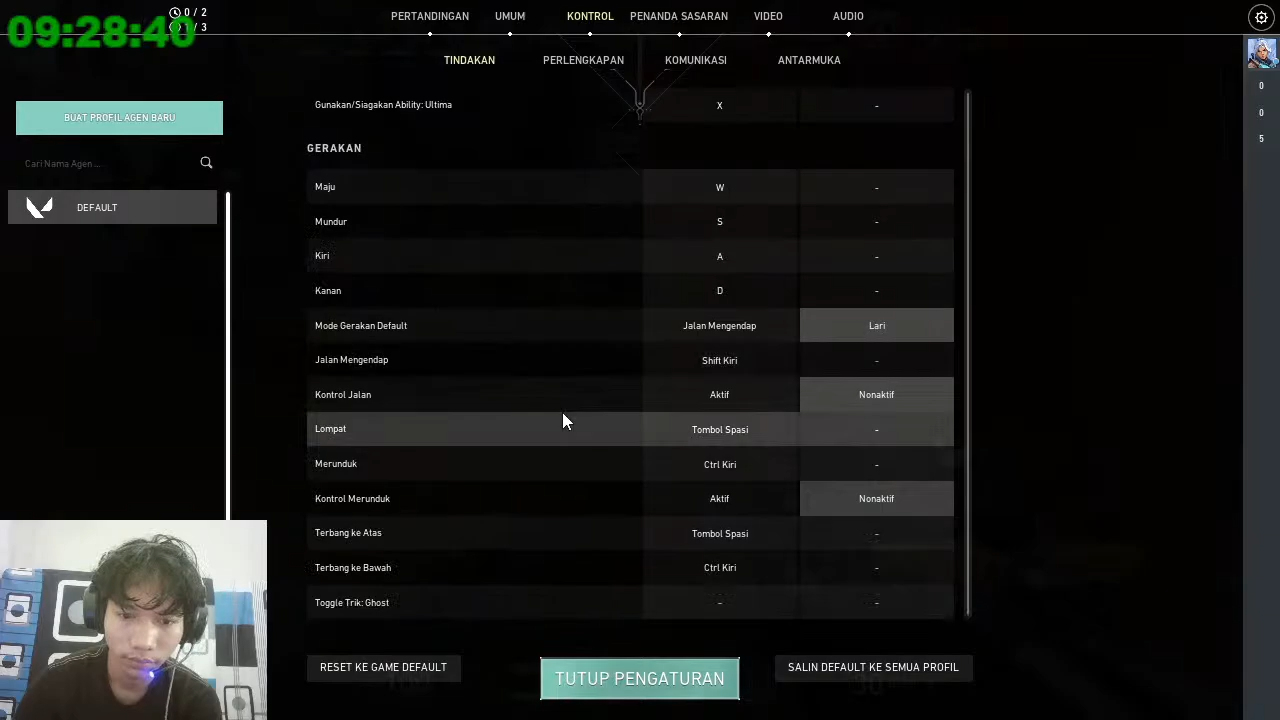 09:28:40
0 / 2
/ 3
PERTANDINGAN UMUM KONTROL PENANDA SASARAN VIDEO AUDIO
TINDAKAN PERLENGKAPAN KOMUNIKASI ANTARMUKA
BUAT PROFIL AGEN BARU
Cari Nama Agen ...
DEFAULT
Gunakan/Siagakan Ability: Ultima X -
GERAKAN
Maju W -
Mundur S -
Kiri A -
Kanan D -
Mode Gerakan Default Jalan Mengendap Lari
Jalan Mengendap Shift Kiri -
Kontrol Jalan Aktif Nonaktif
Lompat Tombol Spasi -
Merunduk Ctrl Kiri -
Kontrol Merunduk Aktif Nonaktif
Terbang ke Atas Tombol Spasi -
Terbang ke Bawah Ctrl Kiri -
Toggle Trik: Ghost - -
RESET KE GAME DEFAULT
TUTUP PENGATURAN
SALIN DEFAULT KE SEMUA PROFIL
0
0
5